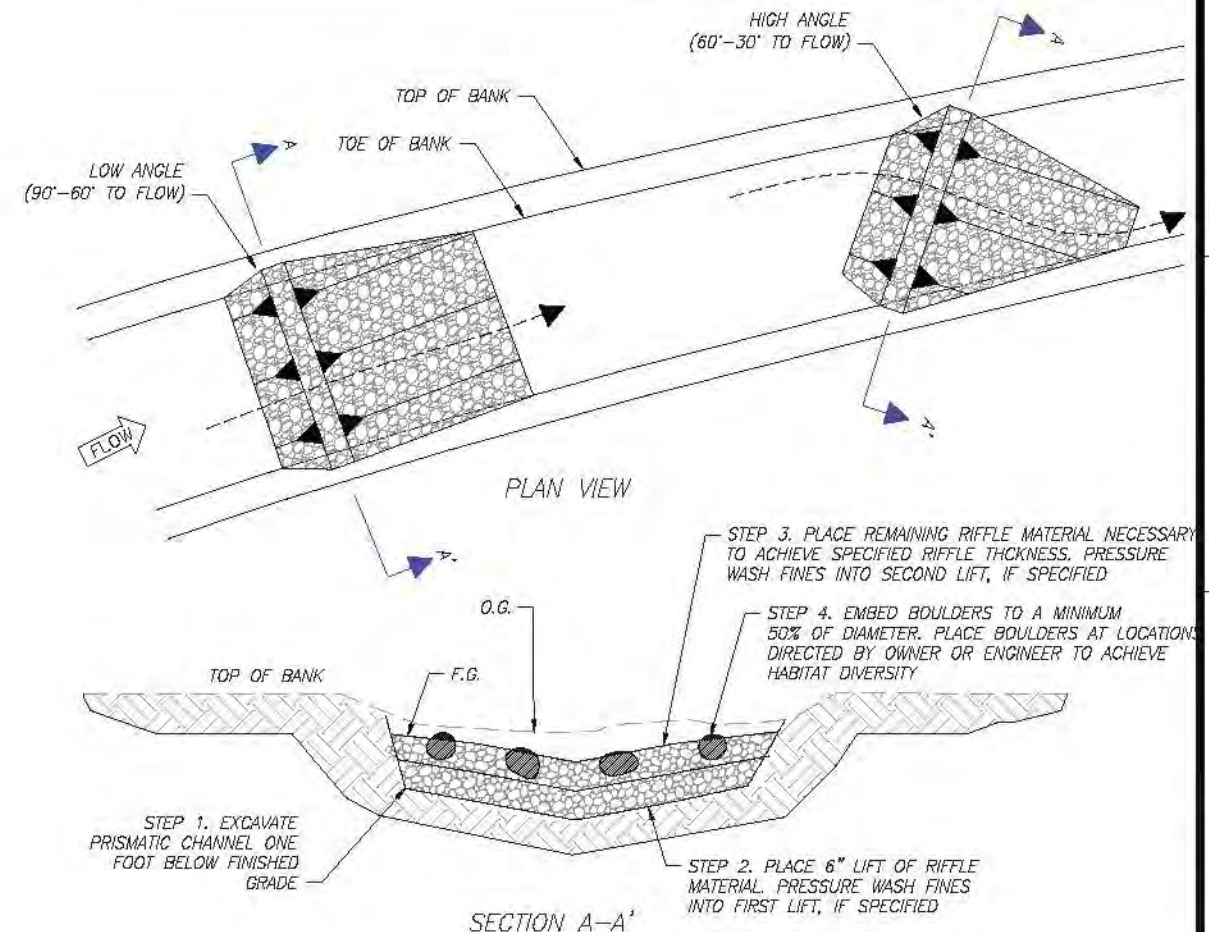 HIGH ANGLE
(60°-30° TO FLOW)
A
A
TOP OF BANK
TOE OF BANK
LOW ANGLE
(90°-60° TO FLOW)
FLOW
A'
A'
PLAN VIEW
STEP 3. PLACE REMAINING RIFFLE MATERIAL NECESSARY
TO ACHIEVE SPECIFIED RIFFLE THCKNESS. PRESSURE
WASH FINES INTO SECOND LIFT, IF SPECIFIED
O.G.
STEP 4. EMBED BOULDERS TO A MINIMUM
50% OF DIAMETER. PLACE BOULDERS AT LOCATIONS
DIRECTED BY OWNER OR ENGINEER TO ACHIEVE
HABITAT DIVERSITY
TOP OF BANK
F.G.
STEP 1. EXCAVATE
PRISMATIC CHANNEL ONE
FOOT BELOW FINISHED
GRADE
STEP 2. PLACE 6" LIFT OF RIFFLE
MATERIAL. PRESSURE WASH FINES
INTO FIRST LIFT, IF SPECIFIED
SECTION A-A'